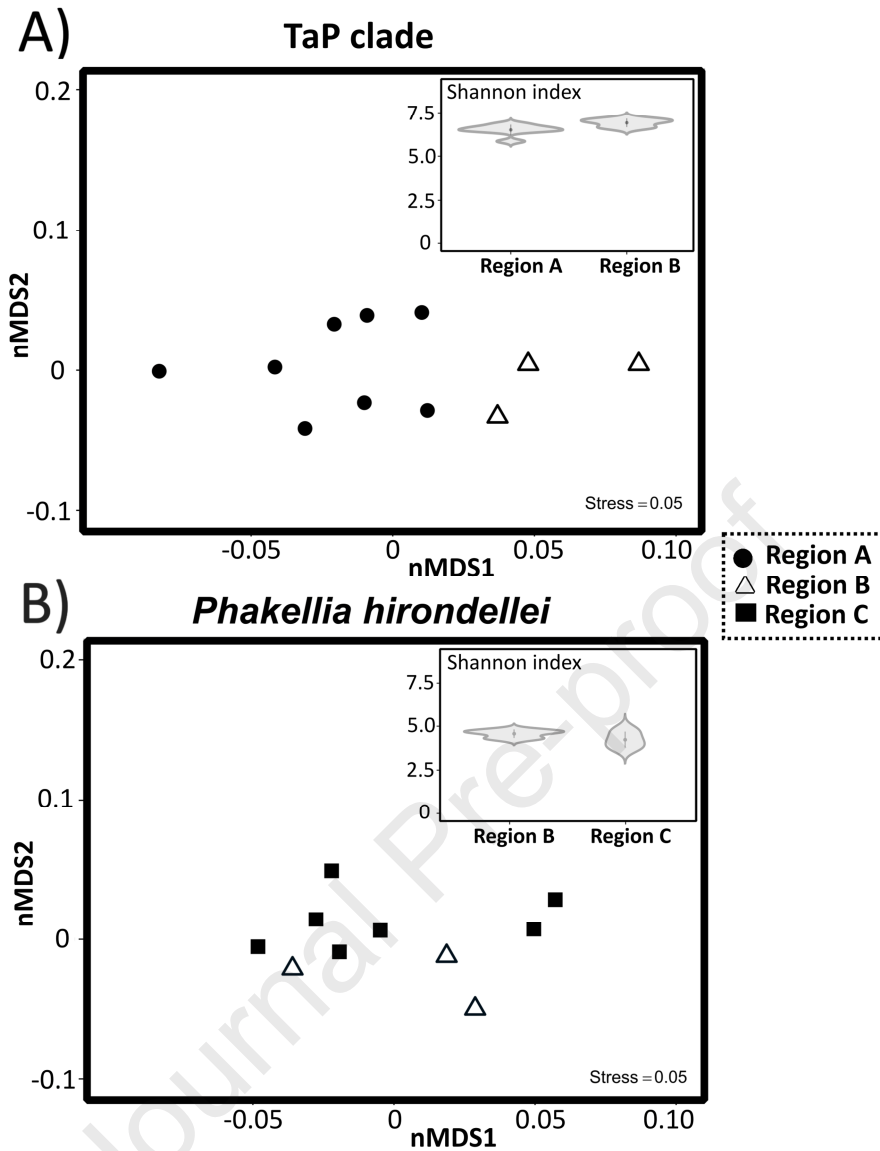 A)
TaP clade
0.2
0.1
0
-0.1
nMDS2
Shannon index
7.5
5.0
2.5
0
Region A Region B
Stress = 0.05
-0.05 0 0.05 0.10
nMDS1
Region A
Region B
Region C
B)
Phakellia hirondellei
0.2
0.1
0
-0.1
nMDS2
Shannon index
7.5
5.0
2.5
0
Region B Region C
Stress = 0.05
-0.05 0 0.05 0.10
nMDS1
Journal Pre-proof